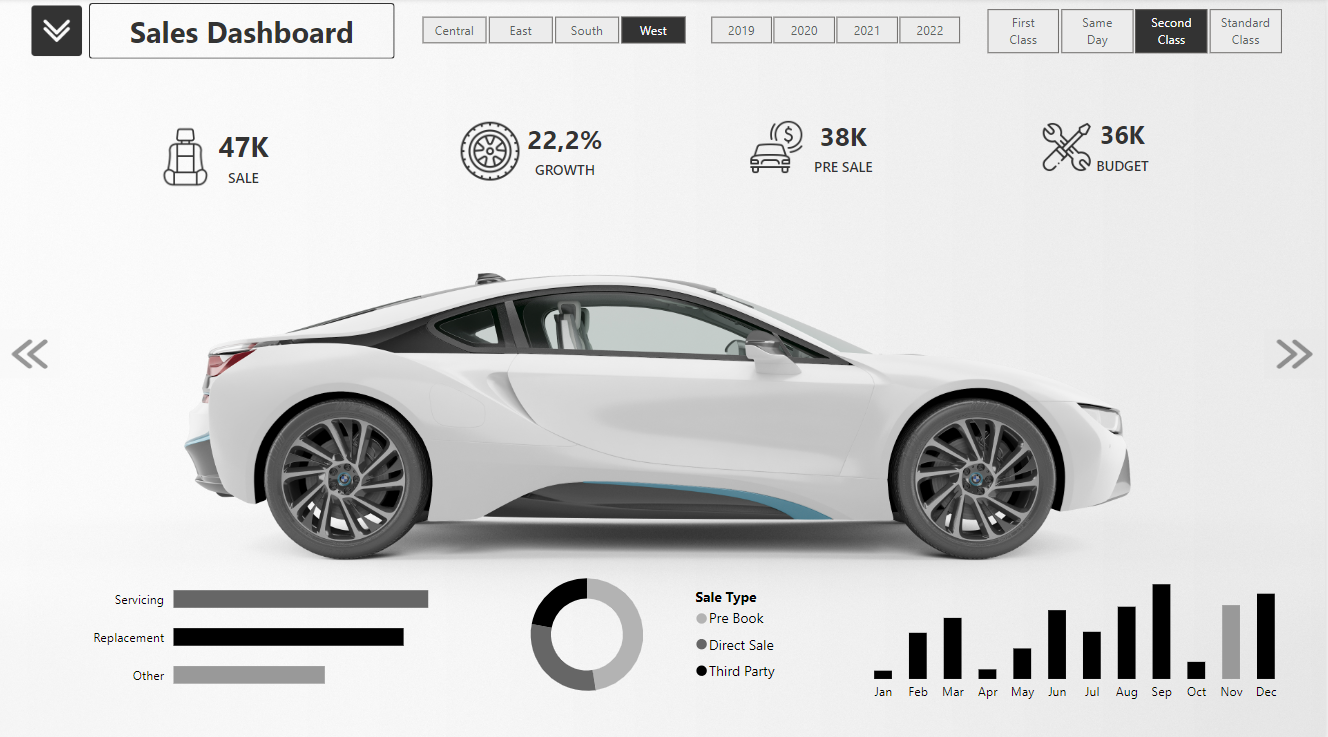 Sales Dashboard
Central
East
South
West
2019
2020
2021
2022
First
Class
Same
Day
Second
Class
Standard
Class
47K
SALE
22,2%
GROWTH
$
38K
PRE SALE
36K
BUDGET
Servicing
Replacement
Other
Sale Type
Pre Book
Direct Sale
Third Party
Jan Feb Mar Apr May Jun Jul Aug Sep Oct Nov Dec